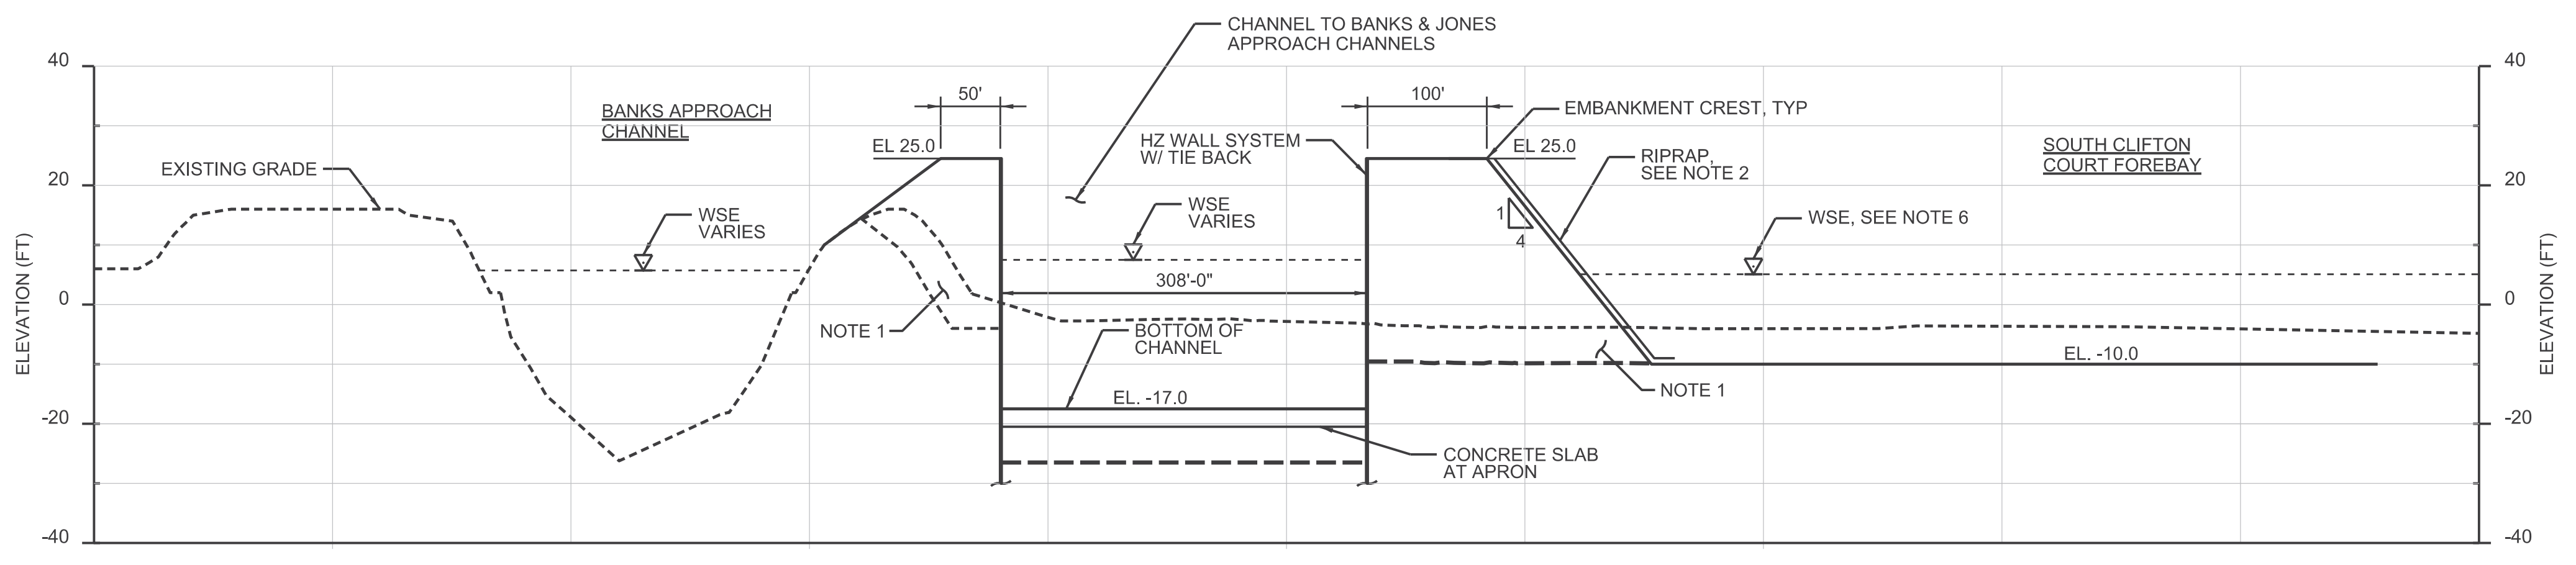 CHANNEL TO BANKS & JONES
APPROACH CHANNELS
40
40
50'
100'
BANKS APPROACH
CHANNEL
EMBANKMENT CREST, TYP
EL 25.0
HZ WALL SYSTEM
W/ TIE BACK
EL 25.0
RIPRAP,
SEE NOTE 2
SOUTH CLIFTON
COURT FOREBAY
EXISTING GRADE
20
20
WSE
VARIES
WSE
VARIES
1
4
WSE, SEE NOTE 6
ELEVATION (FT)
ELEVATION (FT)
308'-0"
0
0
NOTE 1
BOTTOM OF
CHANNEL
EL. -10.0
NOTE 1
EL. -17.0
-20
-20
CONCRETE SLAB
AT APRON
-40
-40